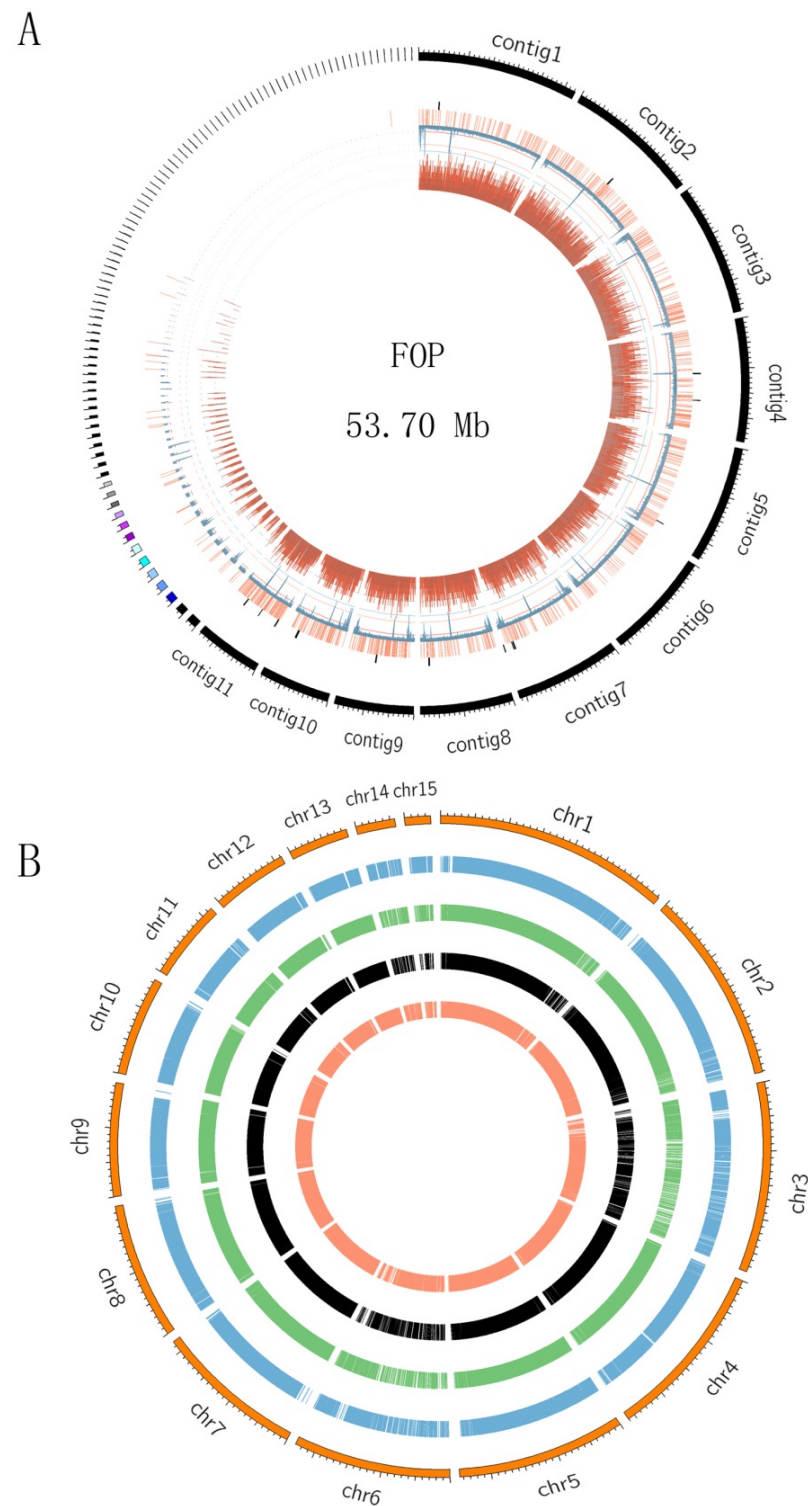 A
contig1
contig2
contig3
contig4
contig5
contig6
contig7
contig8
contig9
contig10
contig11
FOP
53.70 Mb
B
chr1
chr2
chr3
chr4
chr5
chr6
chr7
chr8
chr9
chr10
chr11
chr12
chr13
chr14
chr15